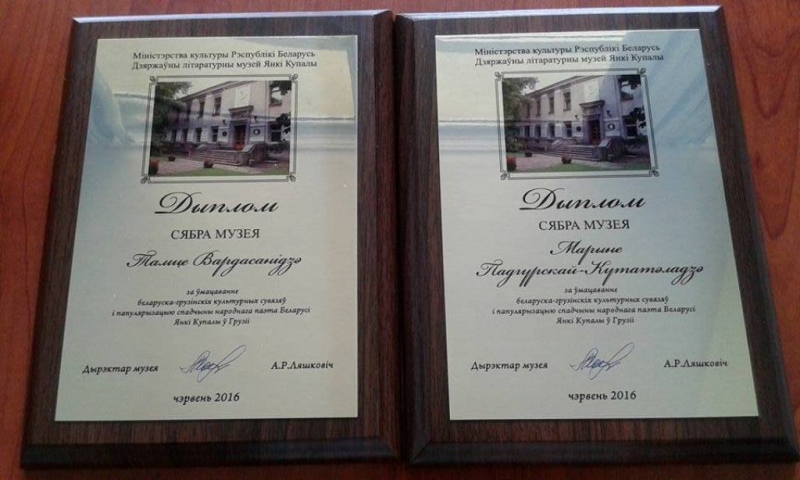 Міністэрства культуры Рэспублікі Беларусь
Дзяржаўны літаратурны музей Янкі Купалы
Дыплом
СЯБРА МУЗЕЯ
Таліце Вардасанідзэ
за ўмацаванне
беларуска-грузінскіх культурных сувязяў
і папулярызацыю спадчыны народнага паэта Беларусі
Янкі Купалы ў Грузіі
Дырэктар музея А.Р.Ляшковіч
чэрвень 2016
Міністэрства культуры Рэспублікі Беларусь
Дзяржаўны літаратурны музей Янкі Купалы
Дыплом
СЯБРА МУЗЕЯ
Марыне
Падгурскай-Кутатэладзэ
за ўмацаванне
беларуска-грузінскіх культурных сувязяў
і папулярызацыю спадчыны народнага паэта Беларусі
Янкі Купалы ў Грузіі
Дырэктар музея А.Р.Ляшковіч
чэрвень 2016